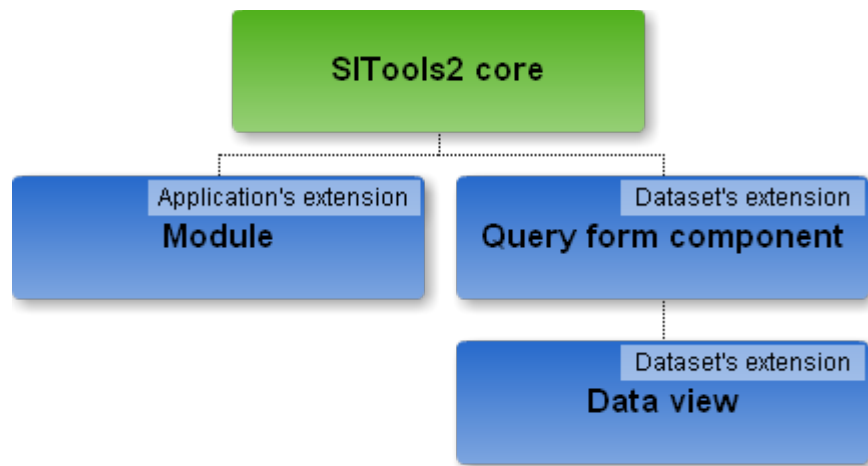 SITools2 core
Application's extension
Module
Dataset's extension
Query form component
Dataset's extension
Data view